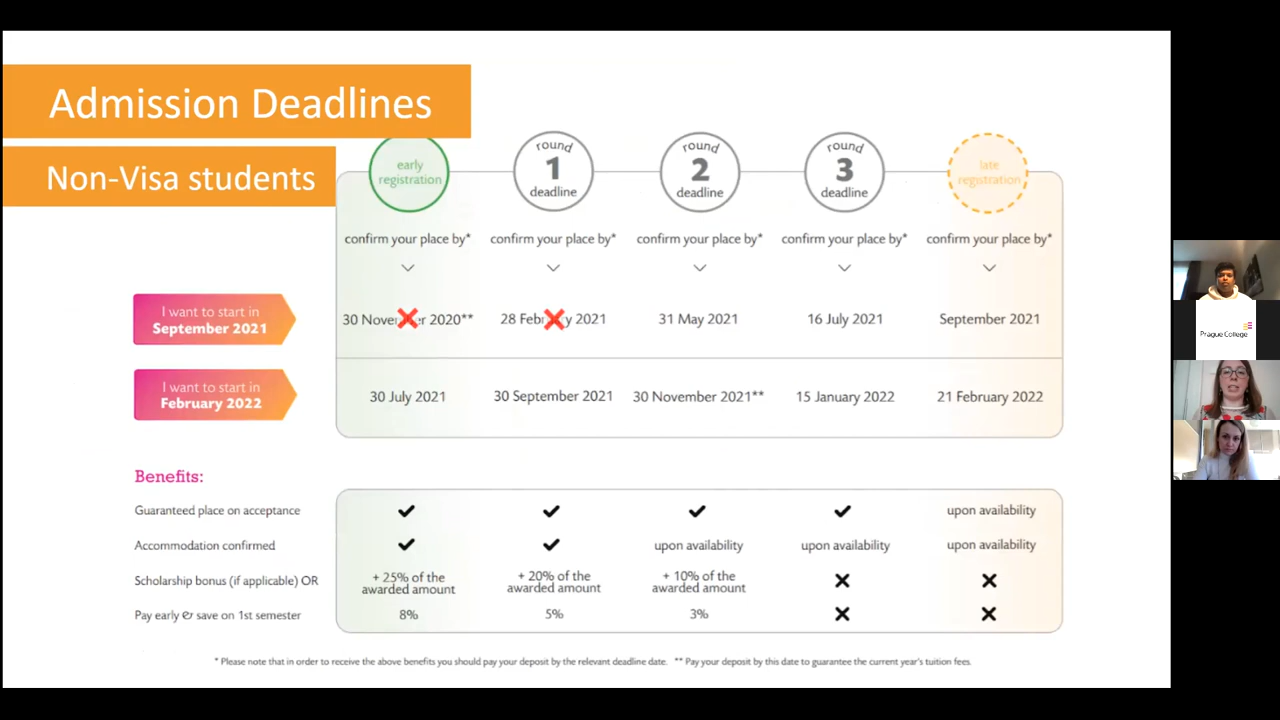 Admission Deadlines
Non-Visa students
early
registration
round
1
deadline
round
2
deadline
round
3
deadline
late
registration
confirm your place by* confirm your place by* confirm your place by* confirm your place by* confirm your place by*
I want to start in
September 2021
30 November 2020** 28 February 2021 31 May 2021 16 July 2021 September 2021
I want to start in
February 2022
30 July 2021 30 September 2021 30 November 2021** 15 January 2022 21 February 2022
Benefits:
Guaranteed place on acceptance upon availability
Accommodation confirmed upon availability upon availability upon availability
Scholarship bonus (if applicable) OR
+ 25% of the
awarded amount
+ 20% of the
awarded amount
+ 10% of the
awarded amount
Pay early & save on 1st semester 8% 5% 3%
* Please note that in order to receive the above benefits you should pay your deposit by the relevant deadline date. ** Pay your deposit by this date to guarantee the current year's tuition fees.
Prague College